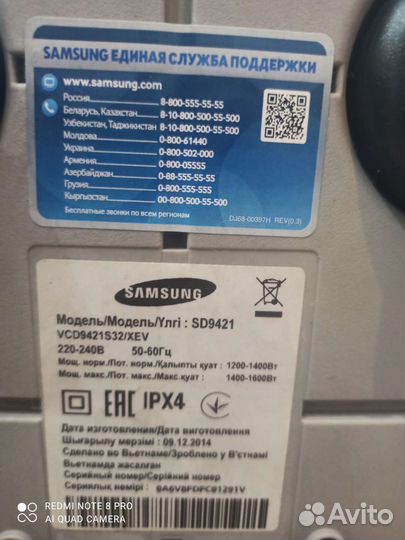 SAMSUNG ЕДИНАЯ СЛУЖБА ПОДДЕРЖКИ
www.samsung.com
Россия 8-800-555-55-55
Беларусь, Казахстан 8-10-800-500-55-500
Узбекистан, Таджикистан 8-10-800-500-55-500
Молдова 0-800-61440
Украина 0-800-502-000
Армения 0-800-05555
Азербайджан 0-88-555-55-55
Грузия 0-800-555-555
Кыргызстан 00-800-500-55-500
Бесплатные звонки по всем регионам
DJ68-00397H REV(0.3)
SAMSUNG
Модель/Модель/Үлгі : SD9421
VCD9421S32/XEV
220-240В 50-60Гц
Мощ. норм./Пот. норм./Қалыпты қуат : 1200-1400Вт
Мощ. макс./Пот. макс./Макс.қуат : 1400-1600Вт
EAC IPX4
Дата изготовления/Дата виготовлення
Шығарылу мерзімі : 09.12.2014
Сделано во Вьетнаме/Зроблено у В'єтнамі
Вьетнамда жасалған
Серийный номер/Серійний номер
Сериялық нөмірі :
REDMI NOTE 8 PRO
AI QUAD CAMERA
Avito